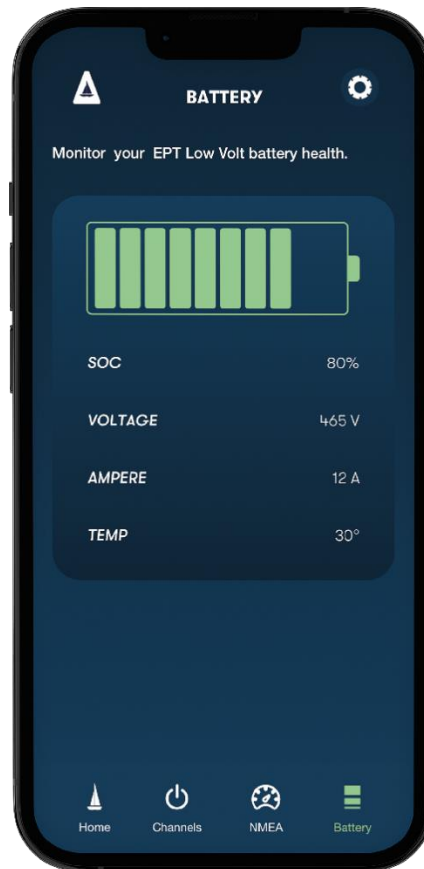 BATTERY
Monitor your EPT Low Volt battery health.
SOC 80%
VOLTAGE 465 V
AMPERE 12 A
TEMP 30°
Home Channels NMEA Battery